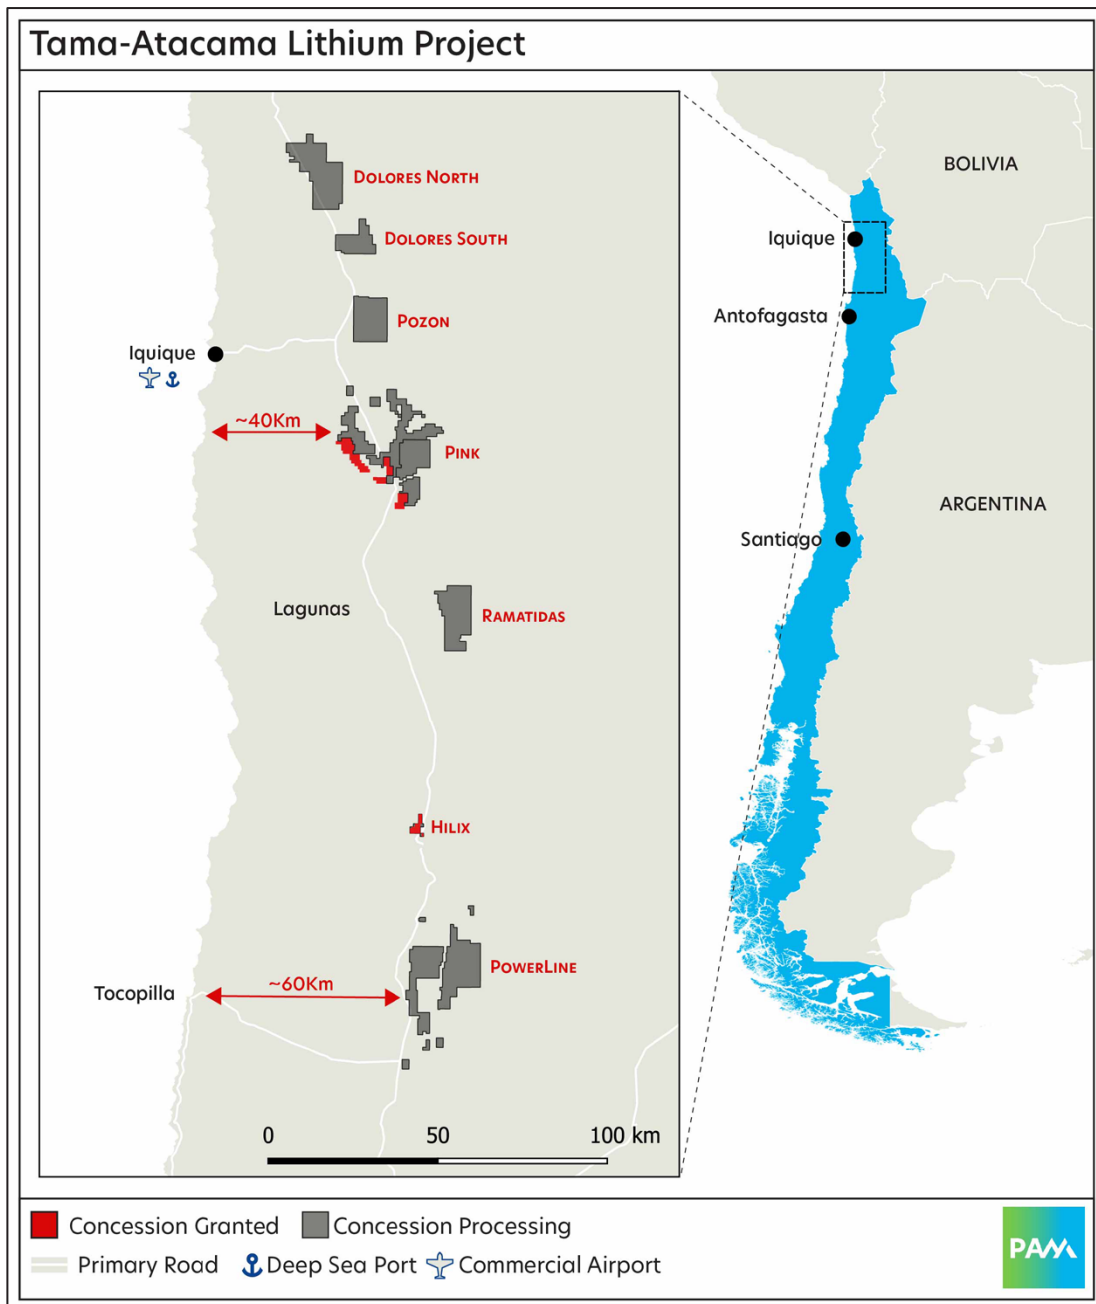 Tama-Atacama Lithium Project
DOLORES NORTH
DOLORES SOUTH
POZON
Iquique
~40Km
PINK
Lagunas
RAMATIDAS
HILIX
POWERLINE
Tocopilla
~60Km
0 50 100 km
BOLIVIA
Iquique
Antofagasta
ARGENTINA
Santiago
Concession Granted Concession Processing
Primary Road Deep Sea Port Commercial Airport
PAM